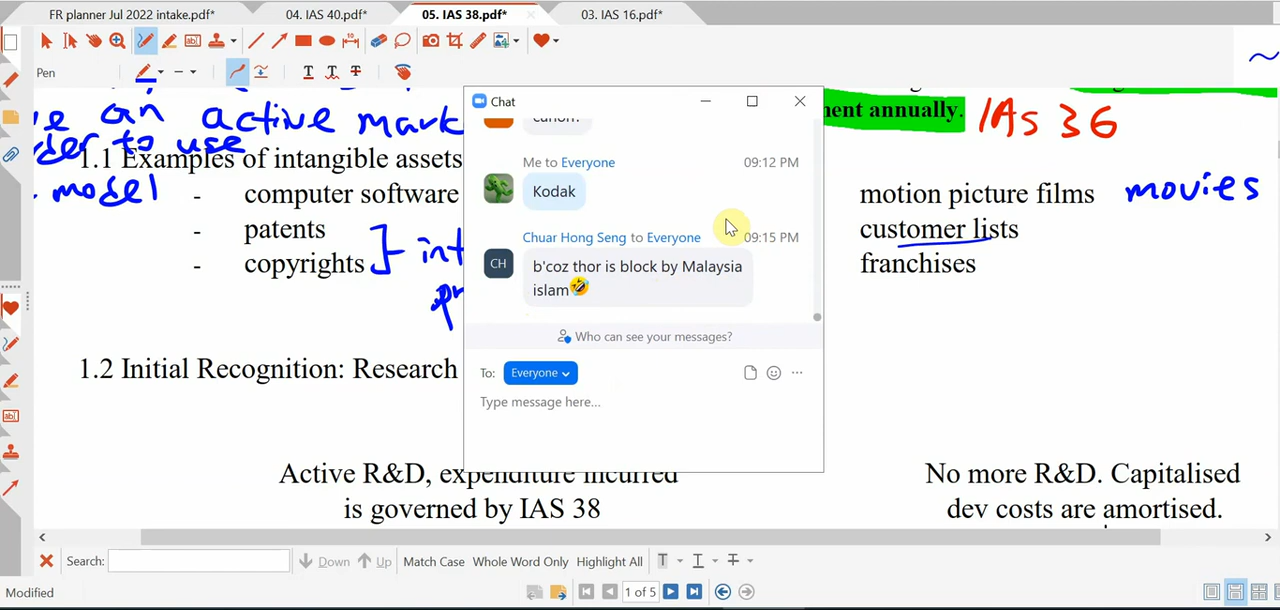 FR planner Jul 2022 intake.pdf*
04. IAS 40.pdf*
05. IAS 38.pdf*
03. IAS 16.pdf*
Pen
Chat
an active mark
ment annually.
IAs 36
to use
1.1 Examples of intangible assets
Me to Everyone
09:12 PM
Kodak
model
- computer software
motion picture films
movies
- patents
customer lists
Chuar Hong Seng to Everyone
09:15 PM
- copyrights
franchises
CH
b'coz thor is block by Malaysia
islam🤣
Who can see your messages?
1.2 Initial Recognition: Research
To:
Everyone
Type message here...
Active R&D, expenditure incurred
is governed by IAS 38
No more R&D. Capitalised
dev costs are amortised.
Search:
Down
Up
Match Case
Whole Word Only
Highlight All
Modified
1 of 5